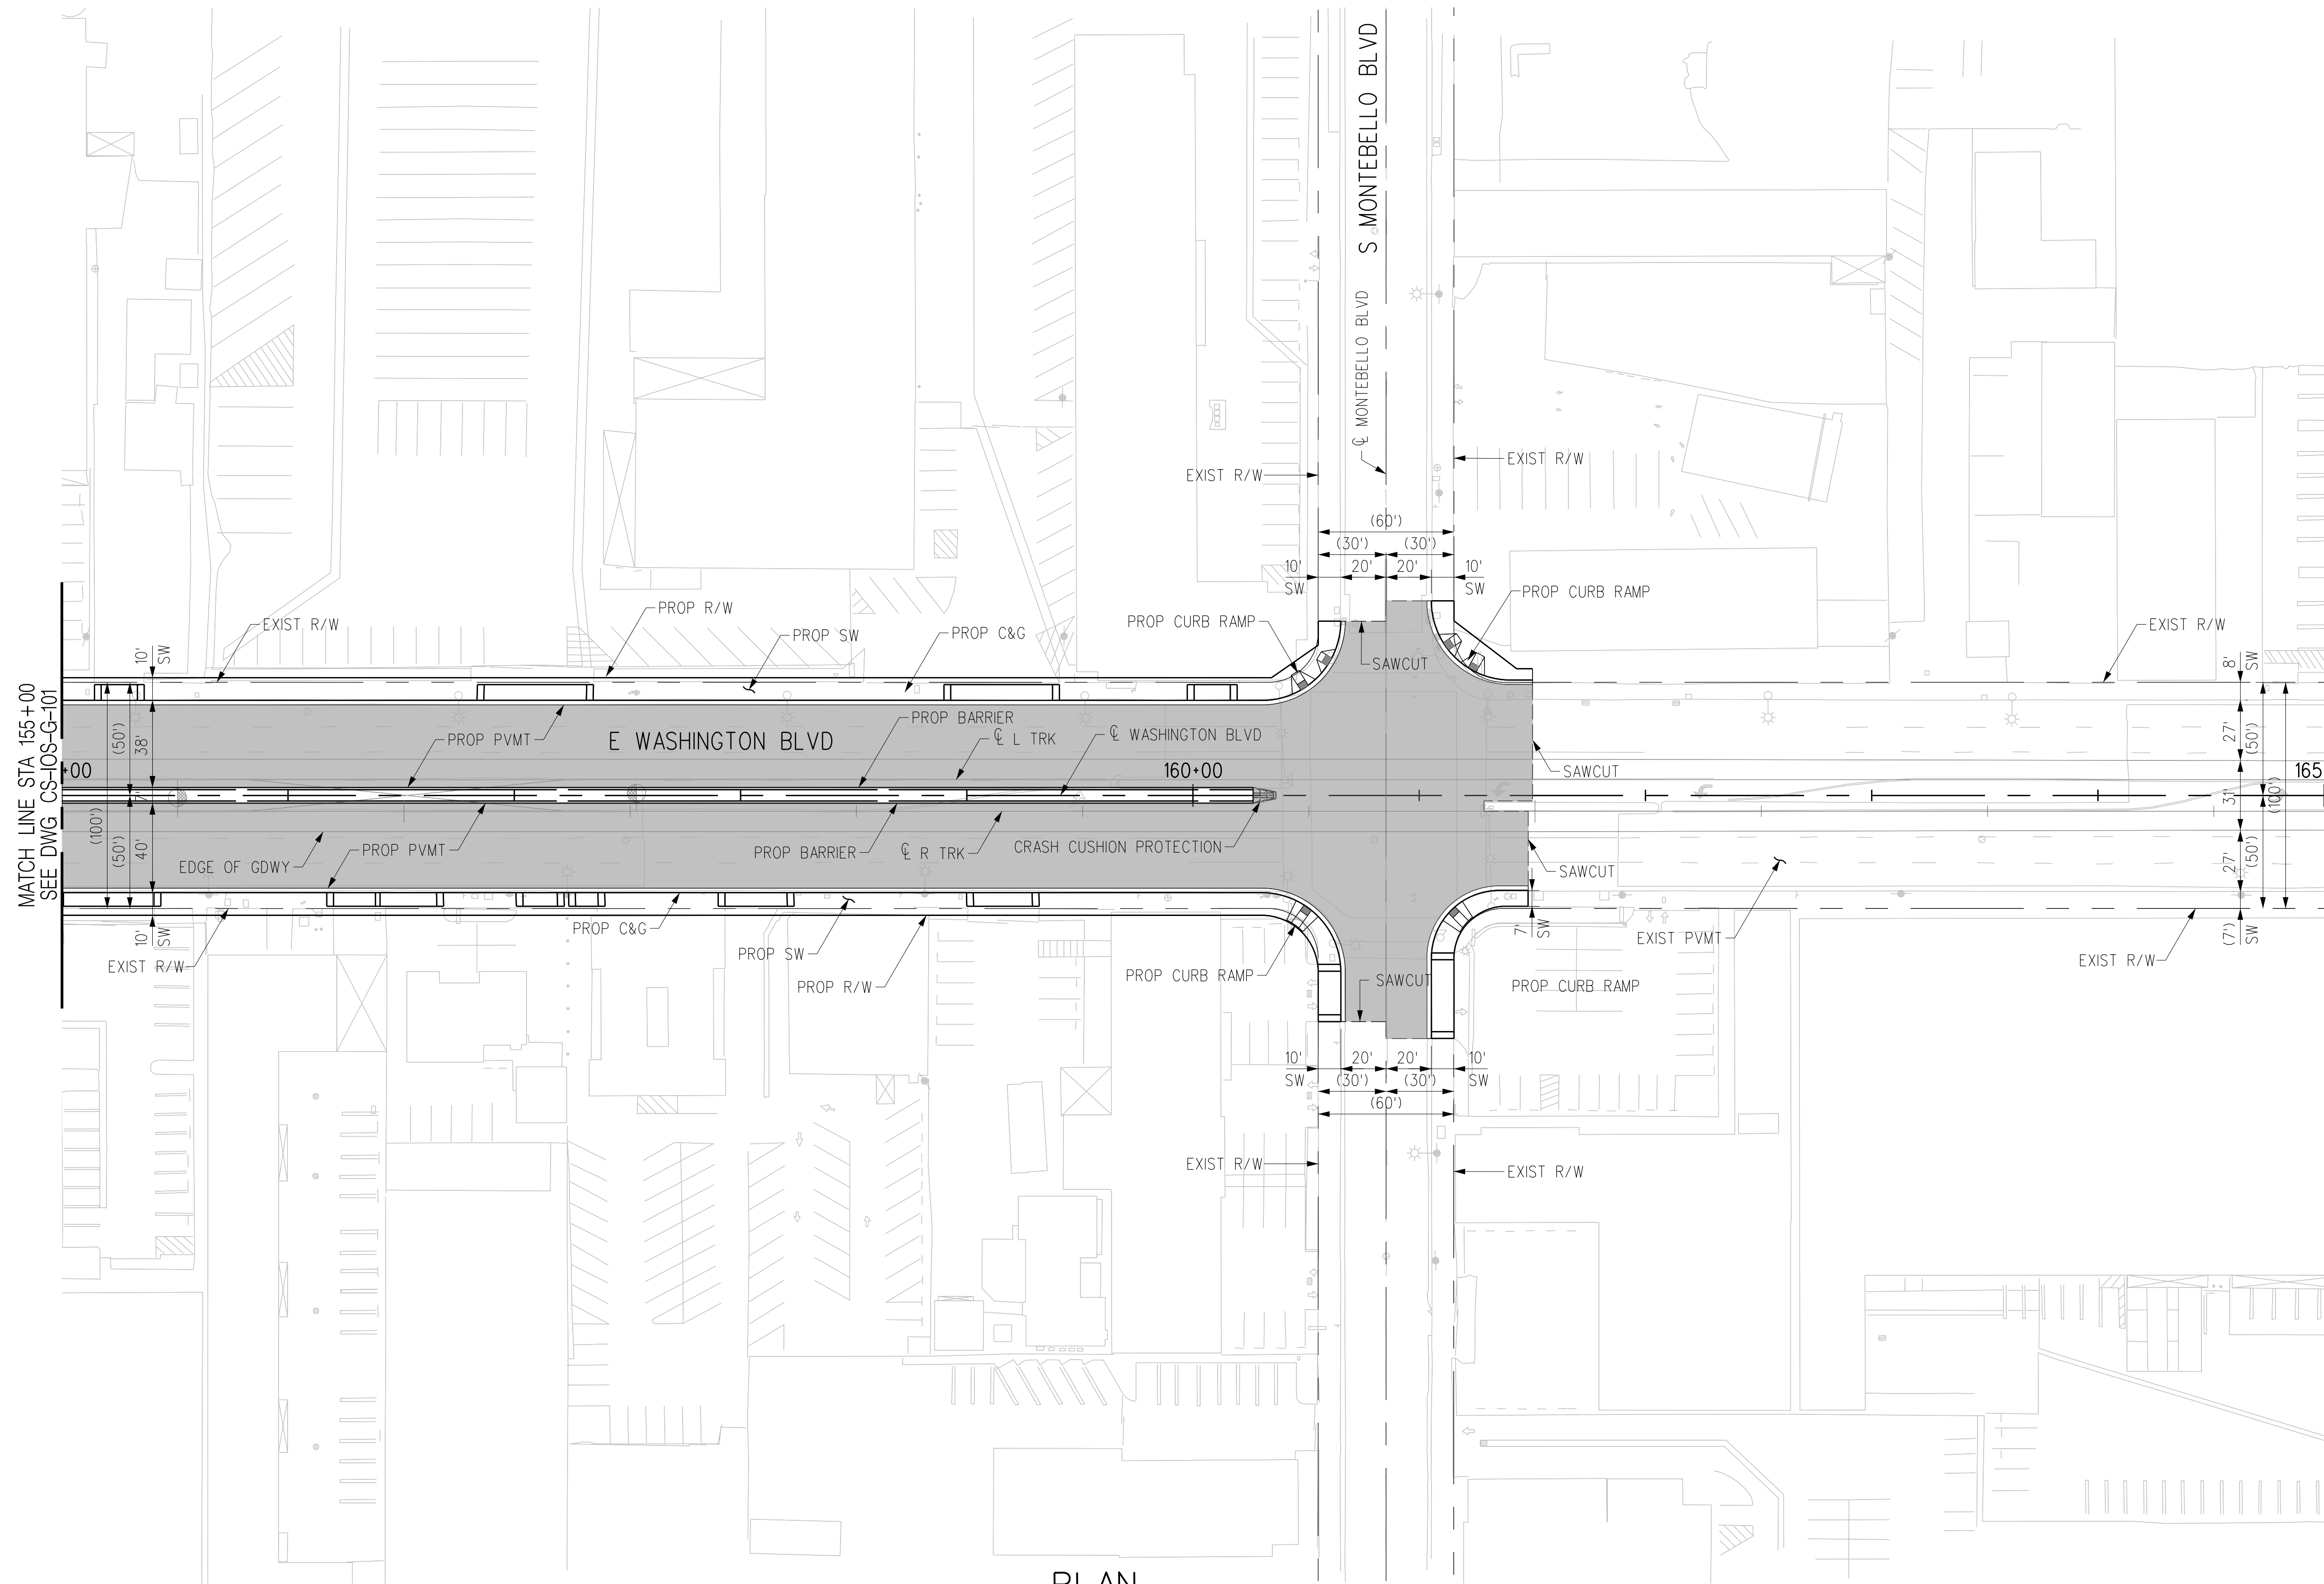 S MONTEBELLO BLVD
℄ MONTEBELLO BLVD
EXIST R/W
EXIST R/W
(60')
(30')
(30')
10'
SW
20'
20'
10'
SW
PROP CURB RAMP
PROP CURB RAMP
EXIST R/W
PROP R/W
PROP SW
PROP C&G
EXIST R/W
SAWCUT
10'
SW
8'
SW
MATCH LINE STA 155+00
SEE DWG CS-IOS-G-101
(100')
(50')
38'
7'
(50')
40'
10'
SW
+00
PROP PVMT
E WASHINGTON BLVD
PROP BARRIER
℄ L TRK
℄ WASHINGTON BLVD
160+00
SAWCUT
165
27'
(50')
31'
(100')
27'
(50')
(7')
SW
EDGE OF GDWY
PROP PVMT
PROP BARRIER
℄ R TRK
CRASH CUSHION PROTECTION
SAWCUT
7'
SW
EXIST R/W
PROP C&G
PROP SW
PROP R/W
PROP CURB RAMP
SAWCUT
PROP CURB RAMP
EXIST PVMT
EXIST R/W
10'
SW
20'
20'
10'
SW
(30')
(30')
(60')
EXIST R/W
EXIST R/W
PLAN